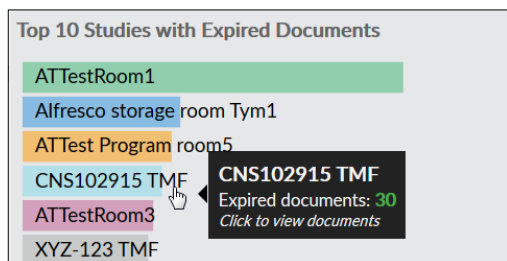 Top 10 Studies with Expired Documents
ATTestRoom1
Alfresco storage room Tym1
ATTest Program room5
CNS102915 TMF
CNS102915 TMF
Expired documents: 30
Click to view documents
ATTestRoom3
XYZ-123 TMF